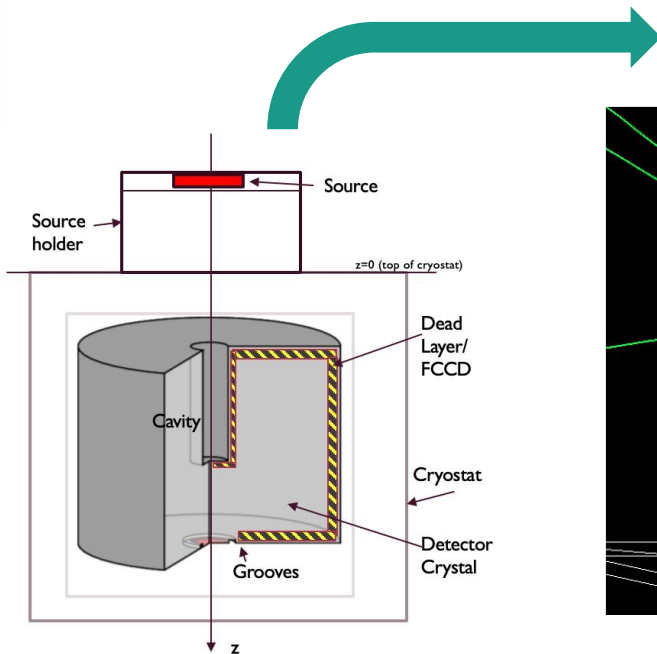 Source
Source
holder
z=0 (top of cryostat)
Dead
Layer/
FCCD
Cavity
Cryostat
Detector
Crystal
Grooves
z